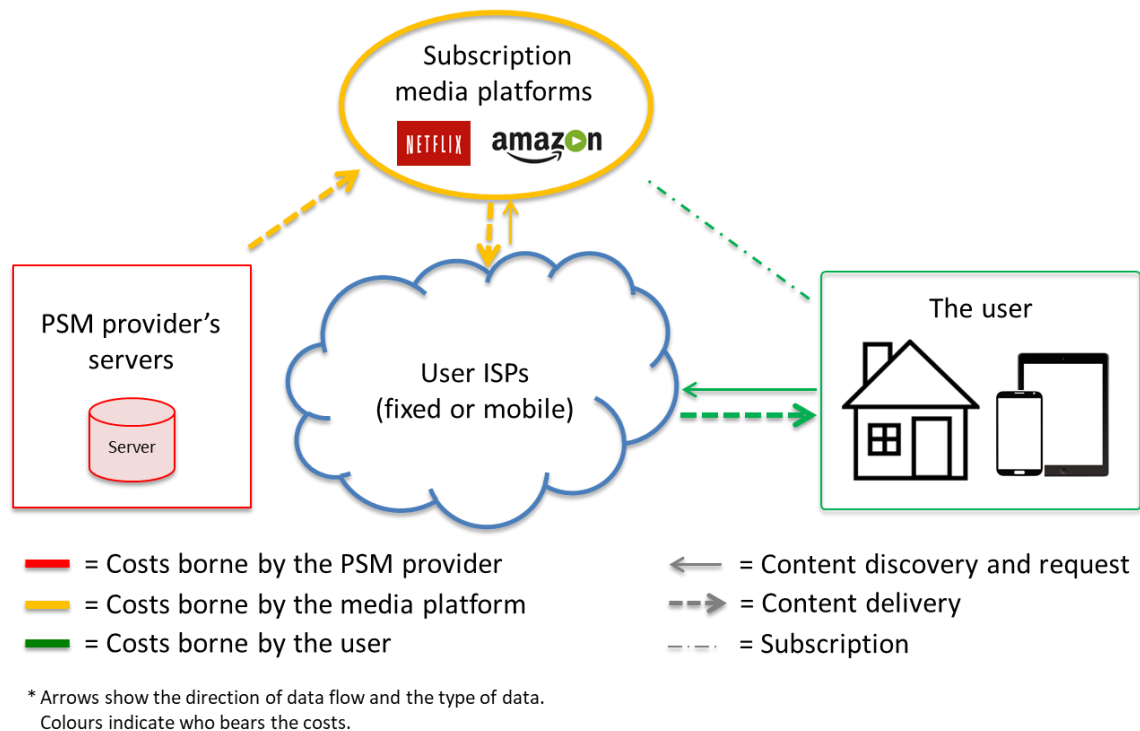 Subscription
media platforms
NETFLIX
amazon
PSM provider's
servers
Server
User ISPs
(fixed or mobile)
The user
= Costs borne by the PSM provider
= Costs borne by the media platform
= Costs borne by the user
= Content discovery and request
= Content delivery
= Subscription
* Arrows show the direction of data flow and the type of data.
Colours indicate who bears the costs.